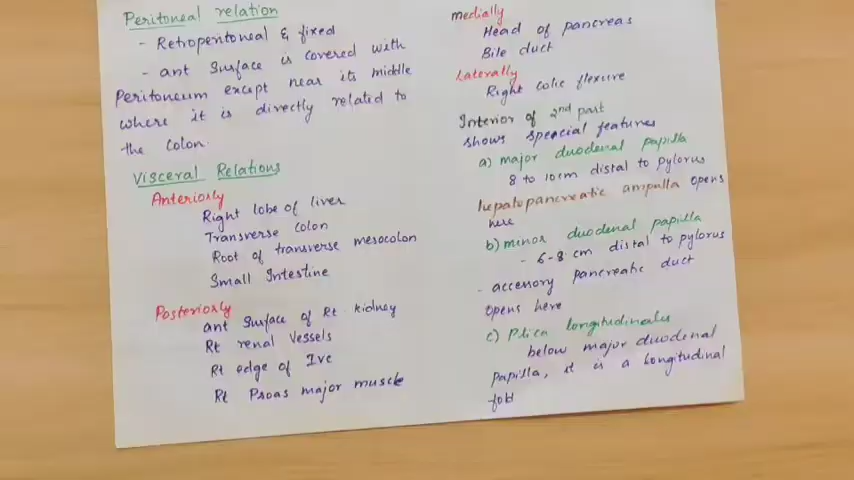 Peritoneal relation
- Retroperitoneal & fixed
- ant surface is covered with
Peritoneum except near its middle
where it is directly related to
the colon.
Visceral Relations
Anteriorly
Right lobe of liver
Transverse colon
Root of transverse mesocolon
Small Intestine
Posteriorly
ant surface of Rt kidney
Rt renal vessels
Rt edge of IVC
Rt Psoas major muscle
medially
Head of pancreas
Bile duct
Laterally
Right colic flexure
Interior of 2nd part
shows speacial features
a) major duodenal papilla
8 to 10cm distal to pylorus
hepatopancreatic ampulla opens
here
b) minor duodenal papilla
- 6-8 cm distal to pylorus
- accessory pancreatic duct
opens here
c) Plica longitudinalis
below major duodenal
Papilla, it is a longitudinal
fold